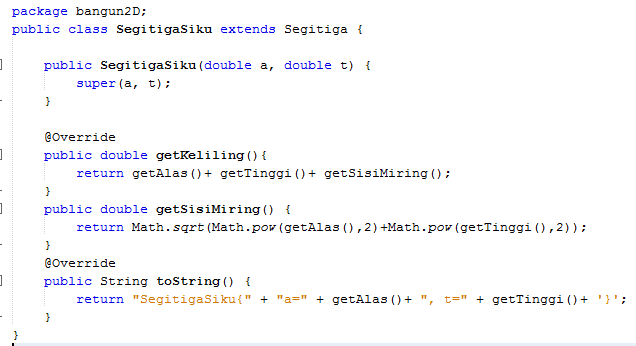 package bangun2D;
public class SegitigaSiku extends Segitiga {
public SegitigaSiku(double a, double t) {
super(a, t);
}
@Override
public double getKeliling(){
return getAlas()+ getTinggi()+ getSisiMiring();
}
public double getSisiMiring() {
return Math.sqrt(Math.pow(getAlas(),2)+Math.pow(getTinggi(),2));
}
@Override
public String toString() {
return "SegitigaSiku{" + "a=" + getAlas()+ ", t=" + getTinggi()+ '}';
}
}